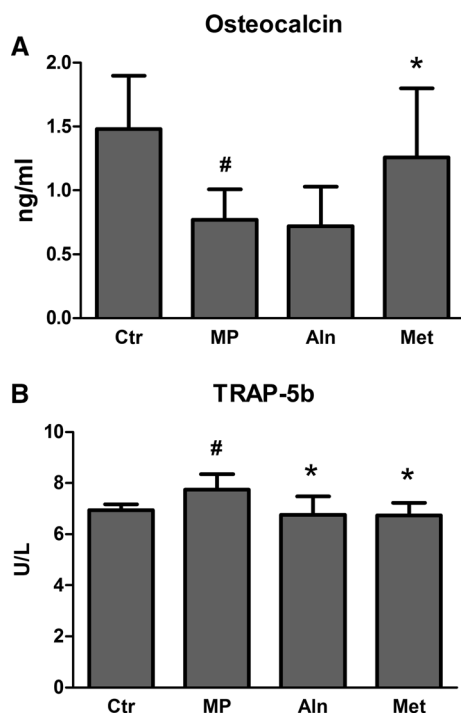 Osteocalcin
A
2.0
*
1.5
#
ng/ml
1.0
0.5
0.0
Ctr MP Aln Met
B
TRAP-5b
10
#
8
* *
6
U/L
4
2
0
Ctr MP Aln Met